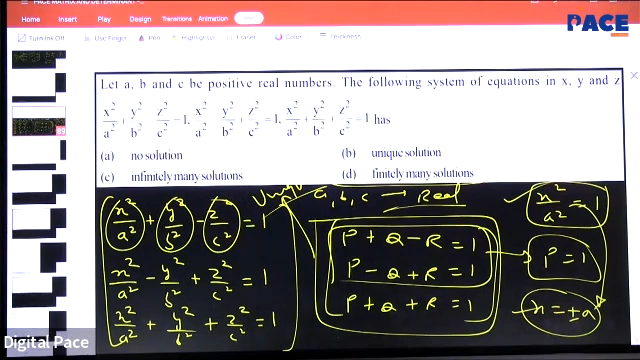 PACE MATRIX AND DETERMINANT
Home Insert Draw Design Transitions Animation
PACE
Turn Ink Off Use Finger Pen Highlighter Eraser Color Thickness
89
Let a, b and c be positive real numbers. The following system of equations in x, y and z
x²/a² + y²/b² - z²/c² = 1, x²/a² - y²/b² + z²/c² = 1, x²/a² + y²/b² + z²/c² = 1 has
(a) no solution (b) unique solution
(c) infinitely many solutions (d) finitely many solutions
a, b, c → Real
x²/a² + y²/b² - z²/c² = 1
x²/a² - y²/b² + z²/c² = 1
x²/a² + y²/b² + z²/c² = 1
P + Q - R = 1
P - Q + R = 1
P + Q + R = 1
x²/a² = 1
P = 1
x = ±a
Digital Pace